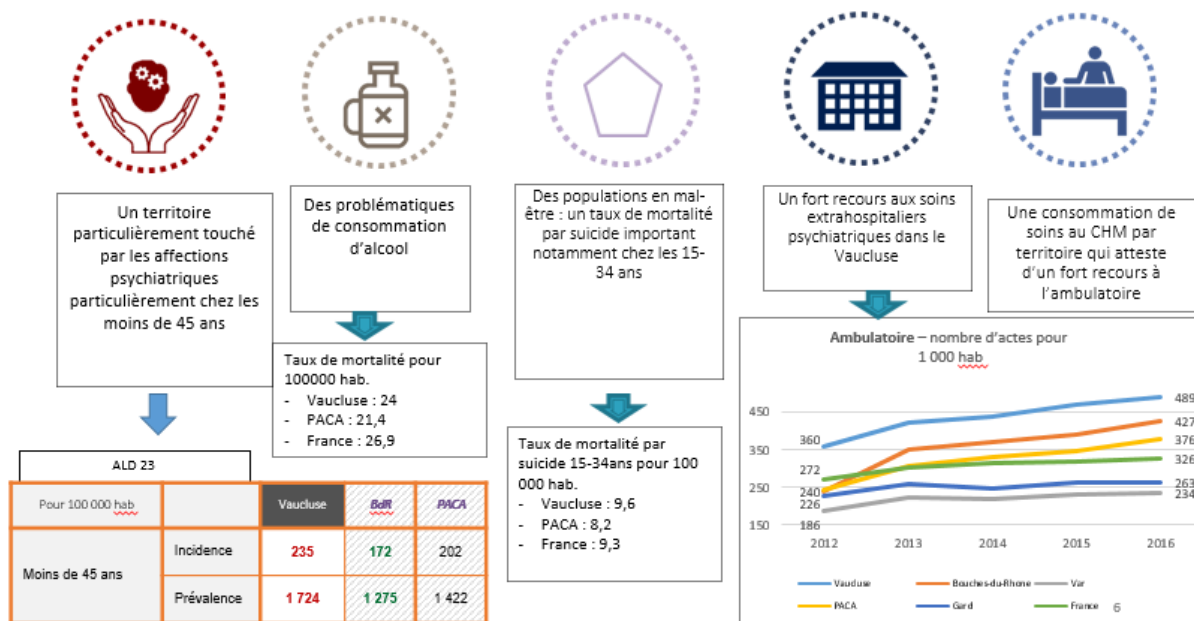 Un territoire
particulièrement touché
par les affections
psychiatriques
particulièrement chez les
moins de 45 ans
Des problématiques
de consommation
d'alcool
Des populations en mal-
être : un taux de mortalité
par suicide important
notamment chez les 15-
34 ans
Un fort recours aux soins
extrahospitaliers
psychiatriques dans le
Vaucluse
Une consommation de
soins au CHM par
territoire qui atteste
d'un fort recours à
l'ambulatoire
Taux de mortalité pour
100000 hab.
- Vaucluse : 24
- PACA : 21,4
- France : 26,9
Taux de mortalité par
suicide 15-34ans pour 100
000 hab.
- Vaucluse : 9,6
- PACA : 8,2
- France : 9,3
ALD 23
Pour 100 000 hab Vaucluse BdR PACA
Moins de 45 ans
Incidence 235 172 202
Prévalence 1 724 1 275 1 422
Ambulatoire – nombre d'actes pour
1 000 hab
450
350
250
150
360
272
240
226
186
489
427
376
326
263
234
2012 2013 2014 2015 2016
Vaucluse Bouches-du-Rhone Var
PACA Gard France
6